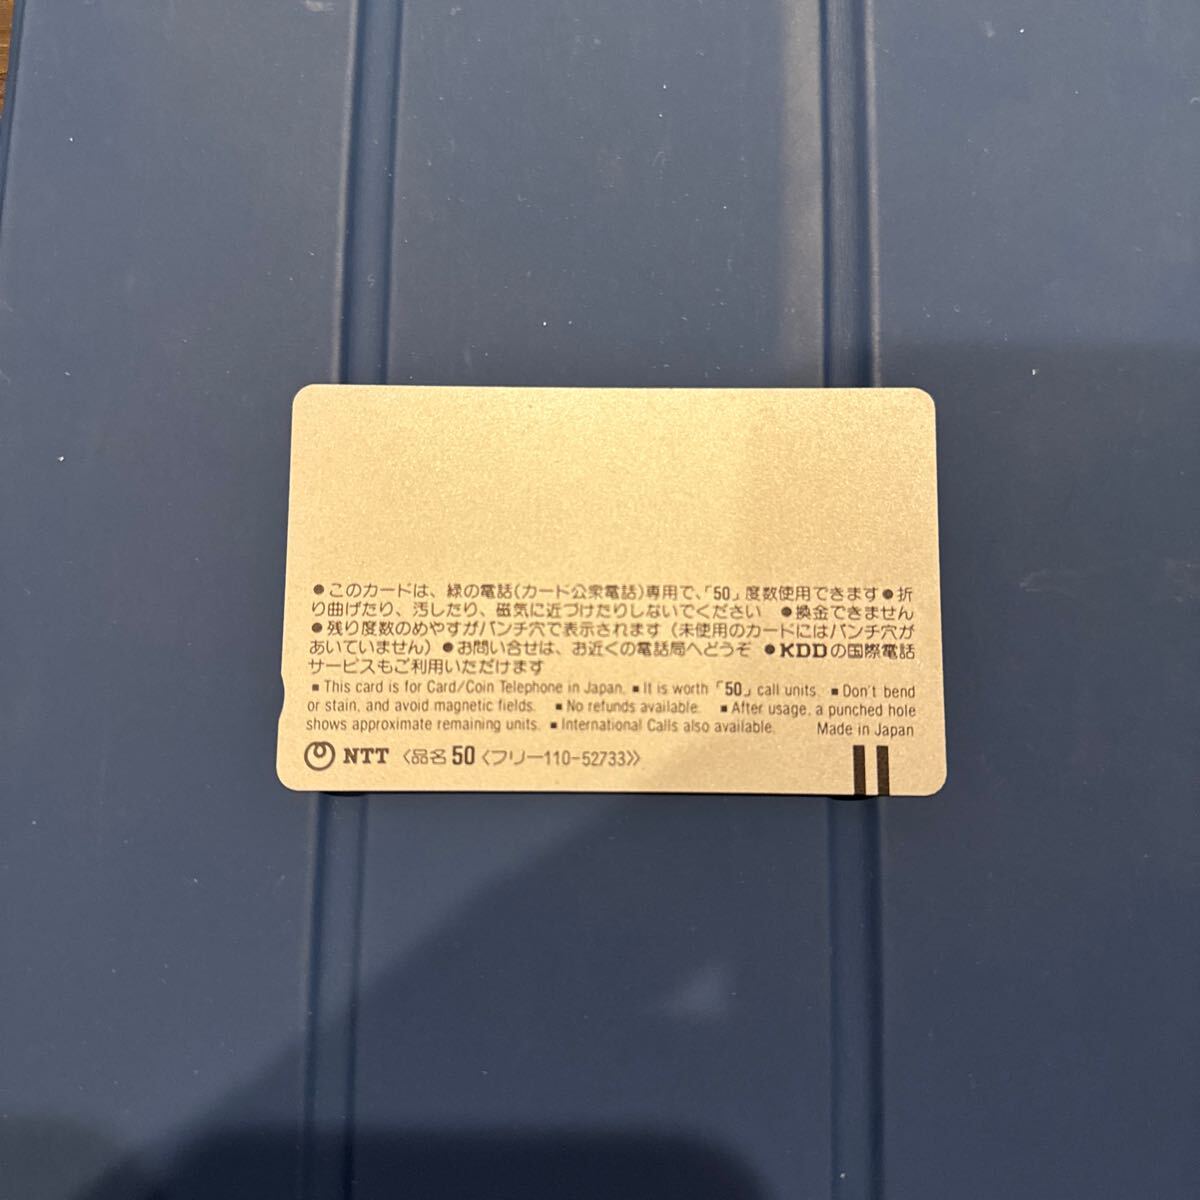 ●このカードは、緑の電話(カード公衆電話)専用で、「50」度数使用できます●折
り曲げたり、汚したり、磁気に近づけたりしないでください ●換金できません
●残り度数のめやすがパンチ穴で表示されます(未使用のカードにはパンチ穴が
あいていません)●お問い合せは、お近くの電話局へどうぞ ●KDDの国際電話
サービスもご利用いただけます
■ This card is for Card/Coin Telephone in Japan. ■ It is worth「50」call units. ■ Don't bend
or stain, and avoid magnetic fields. ■ No refunds available. ■ After usage, a punched hole
shows approximate remaining units. ■ International Calls also available. Made in Japan
NTT 〈品名 50〈フリー110-52733〉〉